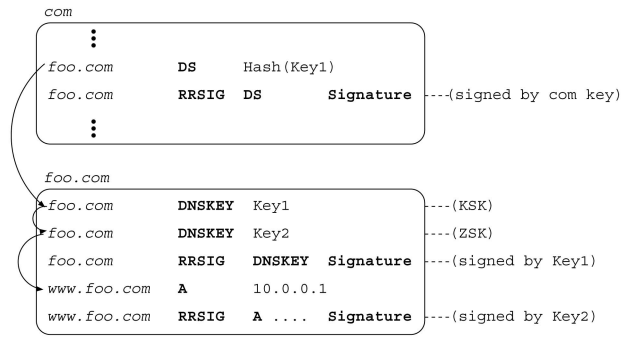 com
foo.com DS Hash(Key1)
foo.com RRSIG DS Signature ----(signed by com key)
foo.com
foo.com DNSKEY Key1 ----(KSK)
foo.com DNSKEY Key2 ----(ZSK)
foo.com RRSIG DNSKEY Signature ----(signed by Key1)
www.foo.com A 10.0.0.1
www.foo.com RRSIG A .... Signature ----(signed by Key2)